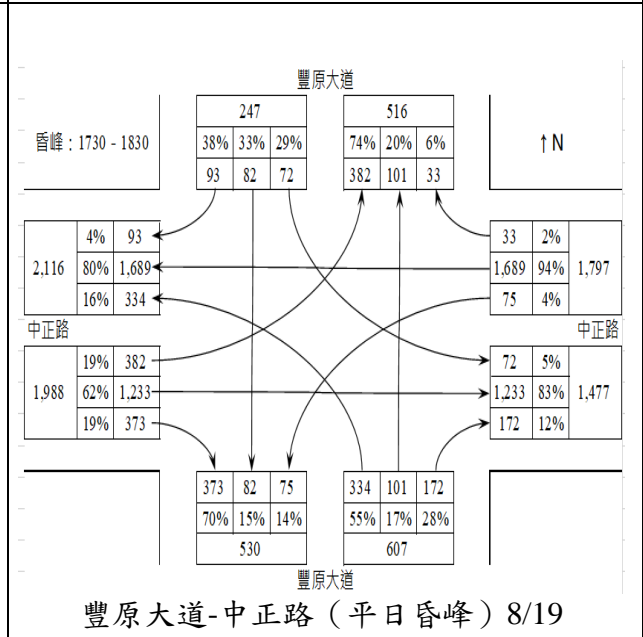 豐原大道
247 516
昏峰：1730 - 1830 38% 33% 29% 74% 20% 6% ↑N
93 82 72 382 101 33
4% 93 33 2%
2,116 80% 1,689 1,689 94% 1,797
16% 334 75 4%
中正路 中正路
19% 382 72 5%
1,988 62% 1,233 1,233 83% 1,477
19% 373 172 12%
373 82 75 334 101 172
70% 15% 14% 55% 17% 28%
530 607
豐原大道
豐原大道-中正路（平日昏峰）8/19